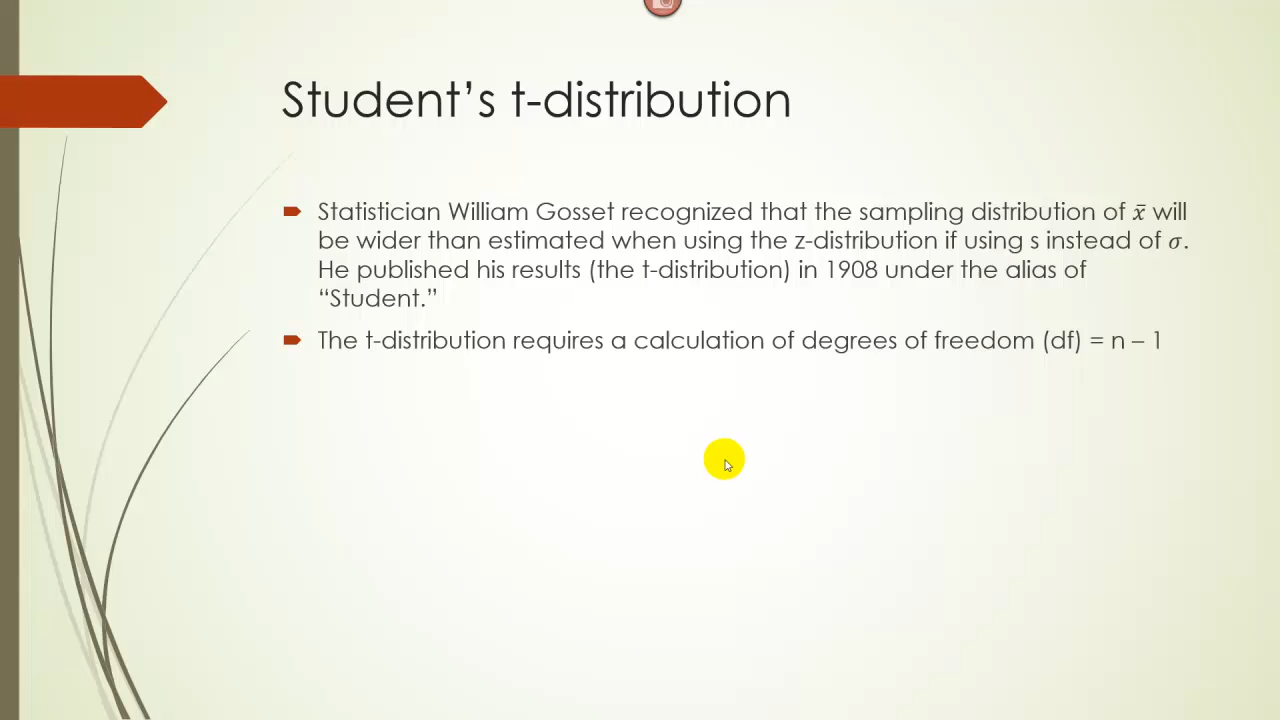 Student’s t-distribution
Statistician William Gosset recognized that the sampling distribution of x̄ will
be wider than estimated when using the z-distribution if using s instead of σ.
He published his results (the t-distribution) in 1908 under the alias of
“Student.”
The t-distribution requires a calculation of degrees of freedom (df) = n – 1